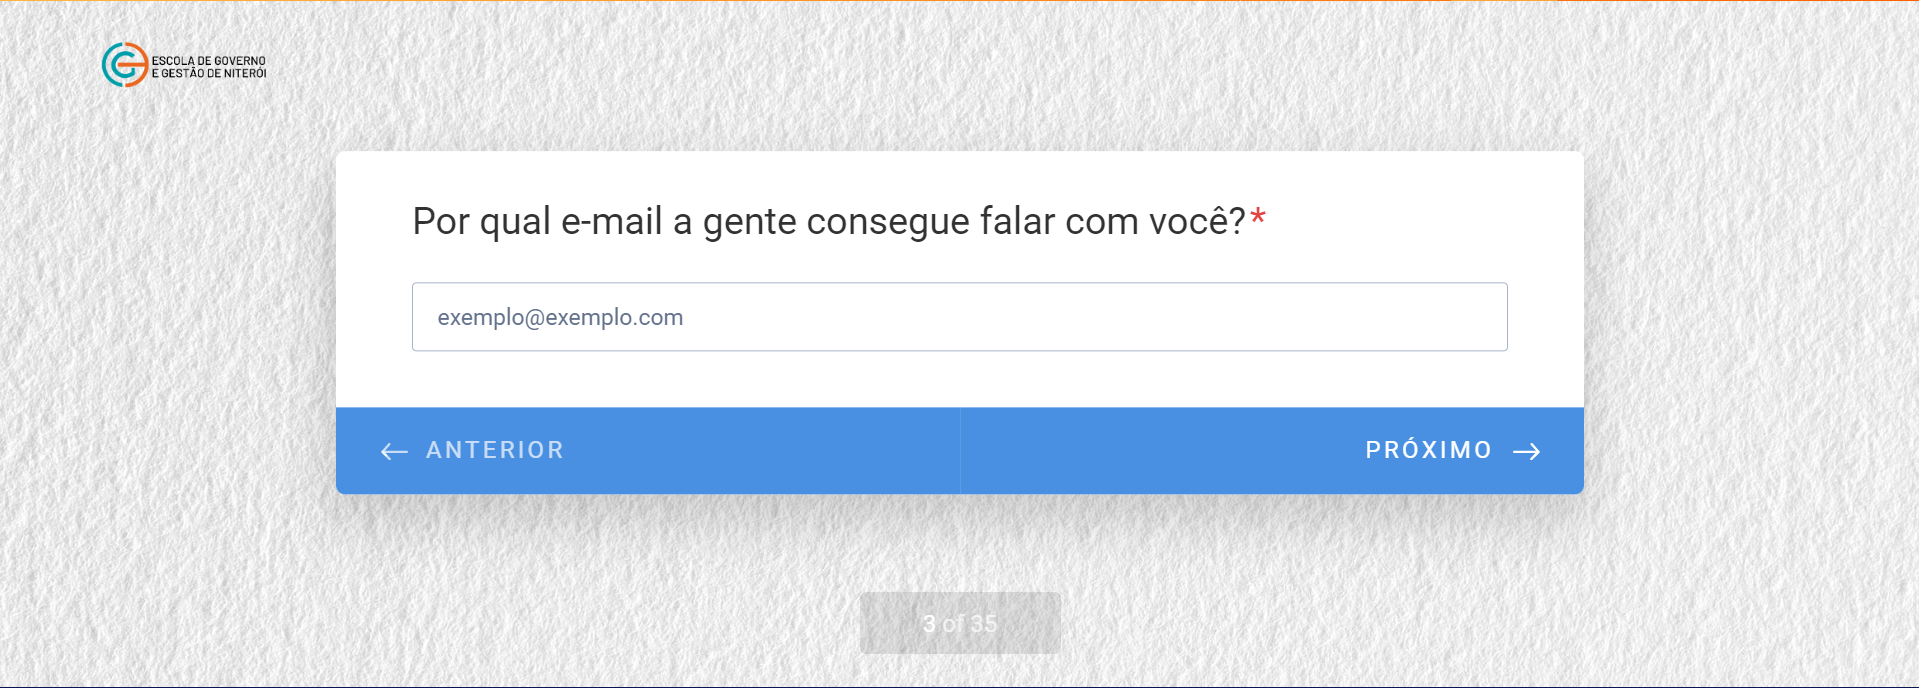 ESCOLA DE GOVERNO
E GESTÃO DE NITERÓI
Por qual e-mail a gente consegue falar com você?*
exemplo@exemplo.com
← ANTERIOR
PRÓXIMO →
3 of 35